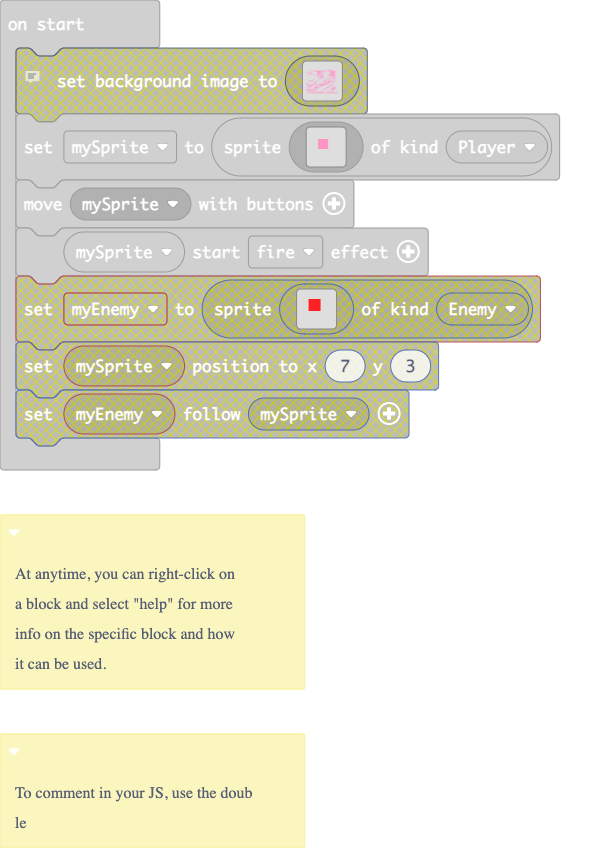 on start
set background image to
set mySprite to sprite of kind Player
move mySprite with buttons
mySprite start fire effect
set myEnemy to sprite of kind Enemy
set mySprite position to x 7 y 3
set myEnemy follow mySprite
At anytime, you can right-click on
a block and select "help" for more
info on the specific block and how
it can be used.
To comment in your JS, use the doub
le